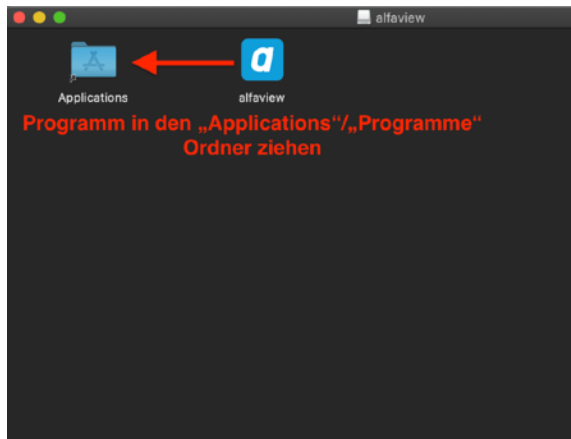 alfaview
Applications
alfaview
Programm in den „Applications“/„Programme“
Ordner ziehen